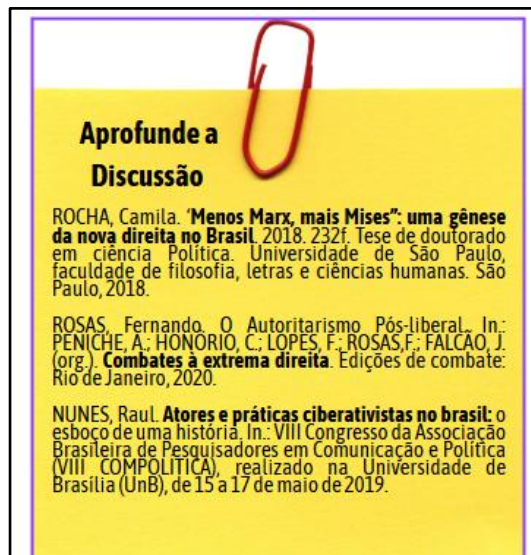 Aprofunde a
Discussão
ROCHA, Camila. ‘Menos Marx, mais Mises”: uma gênese
da nova direita no Brasil. 2018. 232f. Tese de doutorado
em ciência Política. Universidade de São Paulo,
faculdade de filosofia, letras e ciências humanas. São
Paulo, 2018.
ROSAS, Fernando. O Autoritarismo Pós-liberal. In.:
PENICHE, A.; HONÓRIO, C.; LOPES, F.; ROSAS,F.; FALCÃO, J.
(org.). Combates à extrema direita. Edições de combate:
Rio de Janeiro, 2020.
NUNES, Raul. Atores e práticas ciberativistas no brasil: o
esboço de uma história. In.: VIII Congresso da Associação
Brasileira de Pesquisadores em Comunicação e Política
(VIII COMPOLÍTICA), realizado na Universidade de
Brasília (UnB), de 15 a 17 de maio de 2019.